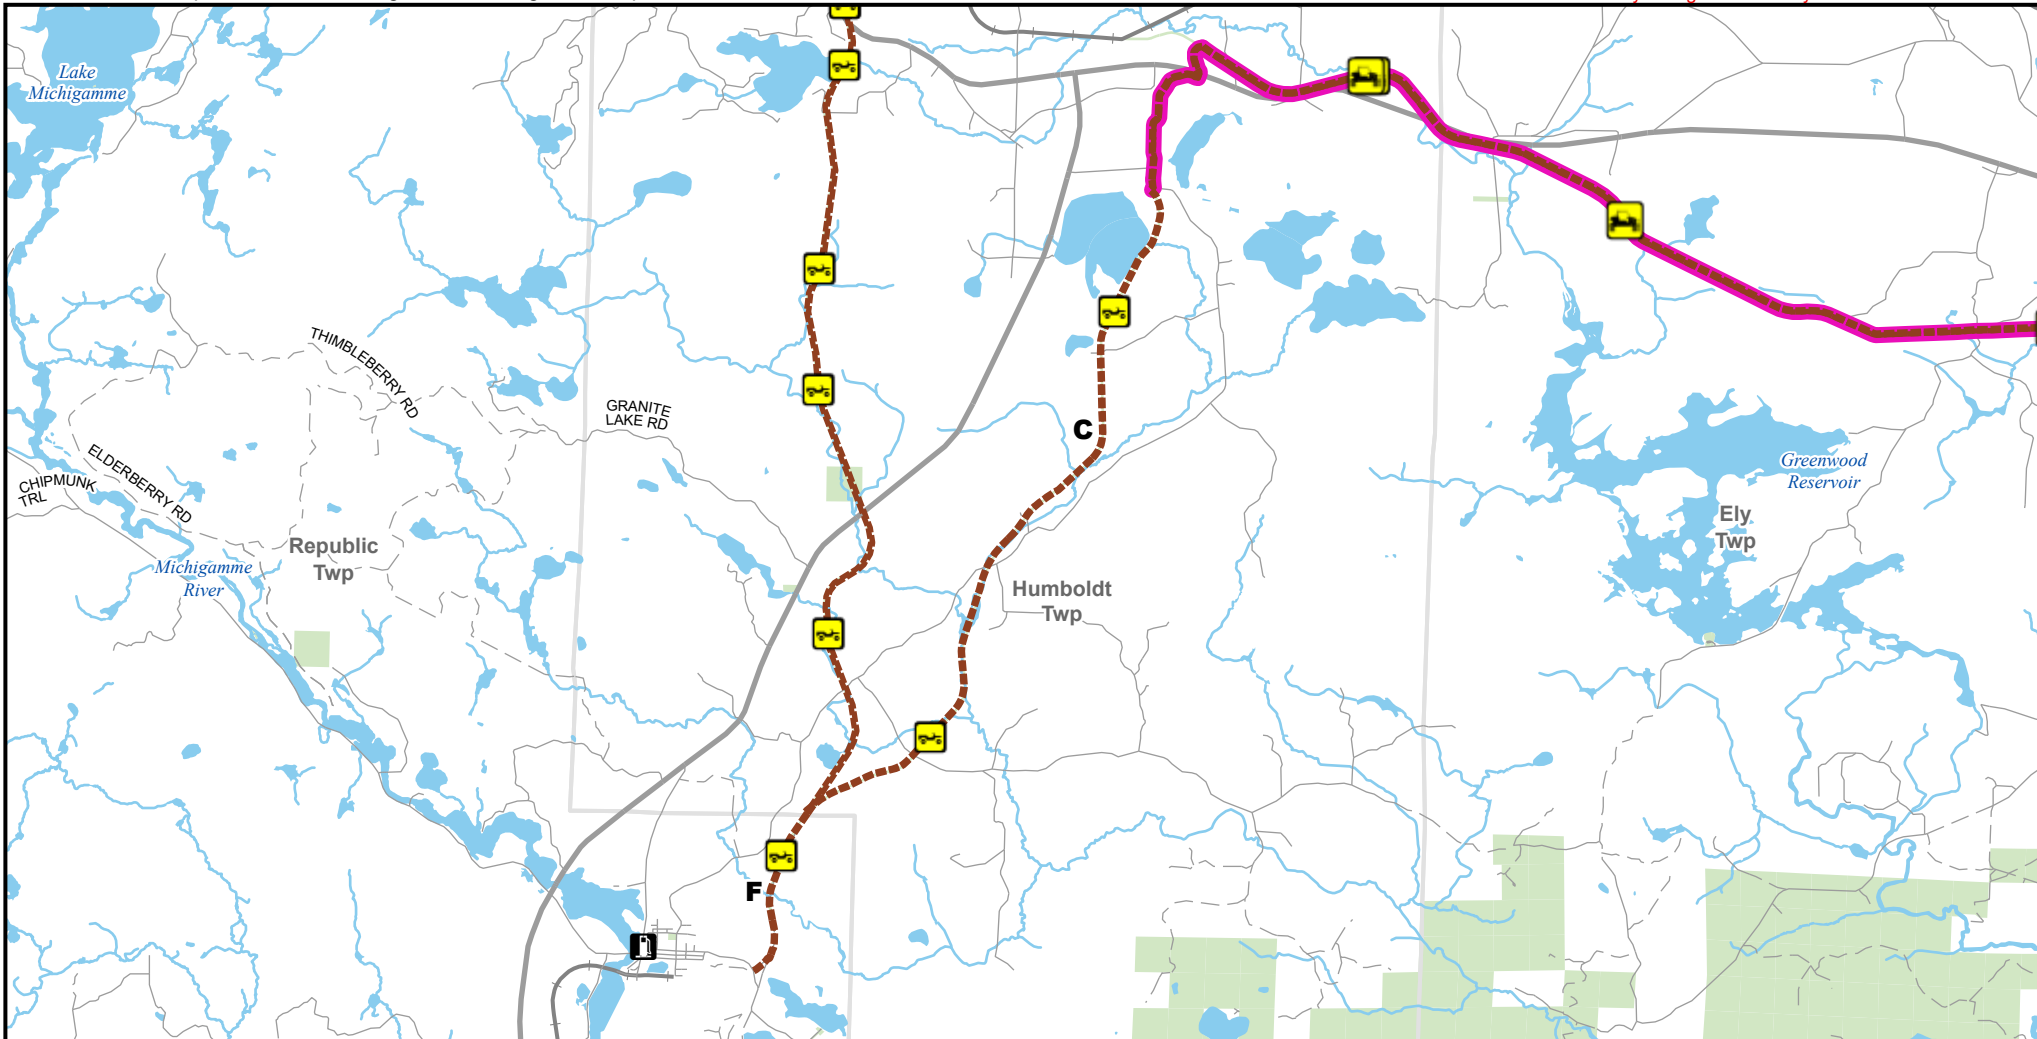 Lake
Michigamme
THIMBLEBERRY RD
GRANITE
LAKE RD
C
ELDERBERRY RD
CHIPMUNK
TRL
Greenwood
Reservoir
Ely
Twp
Republic
Twp
Michigamme
River
Humboldt
Twp
F